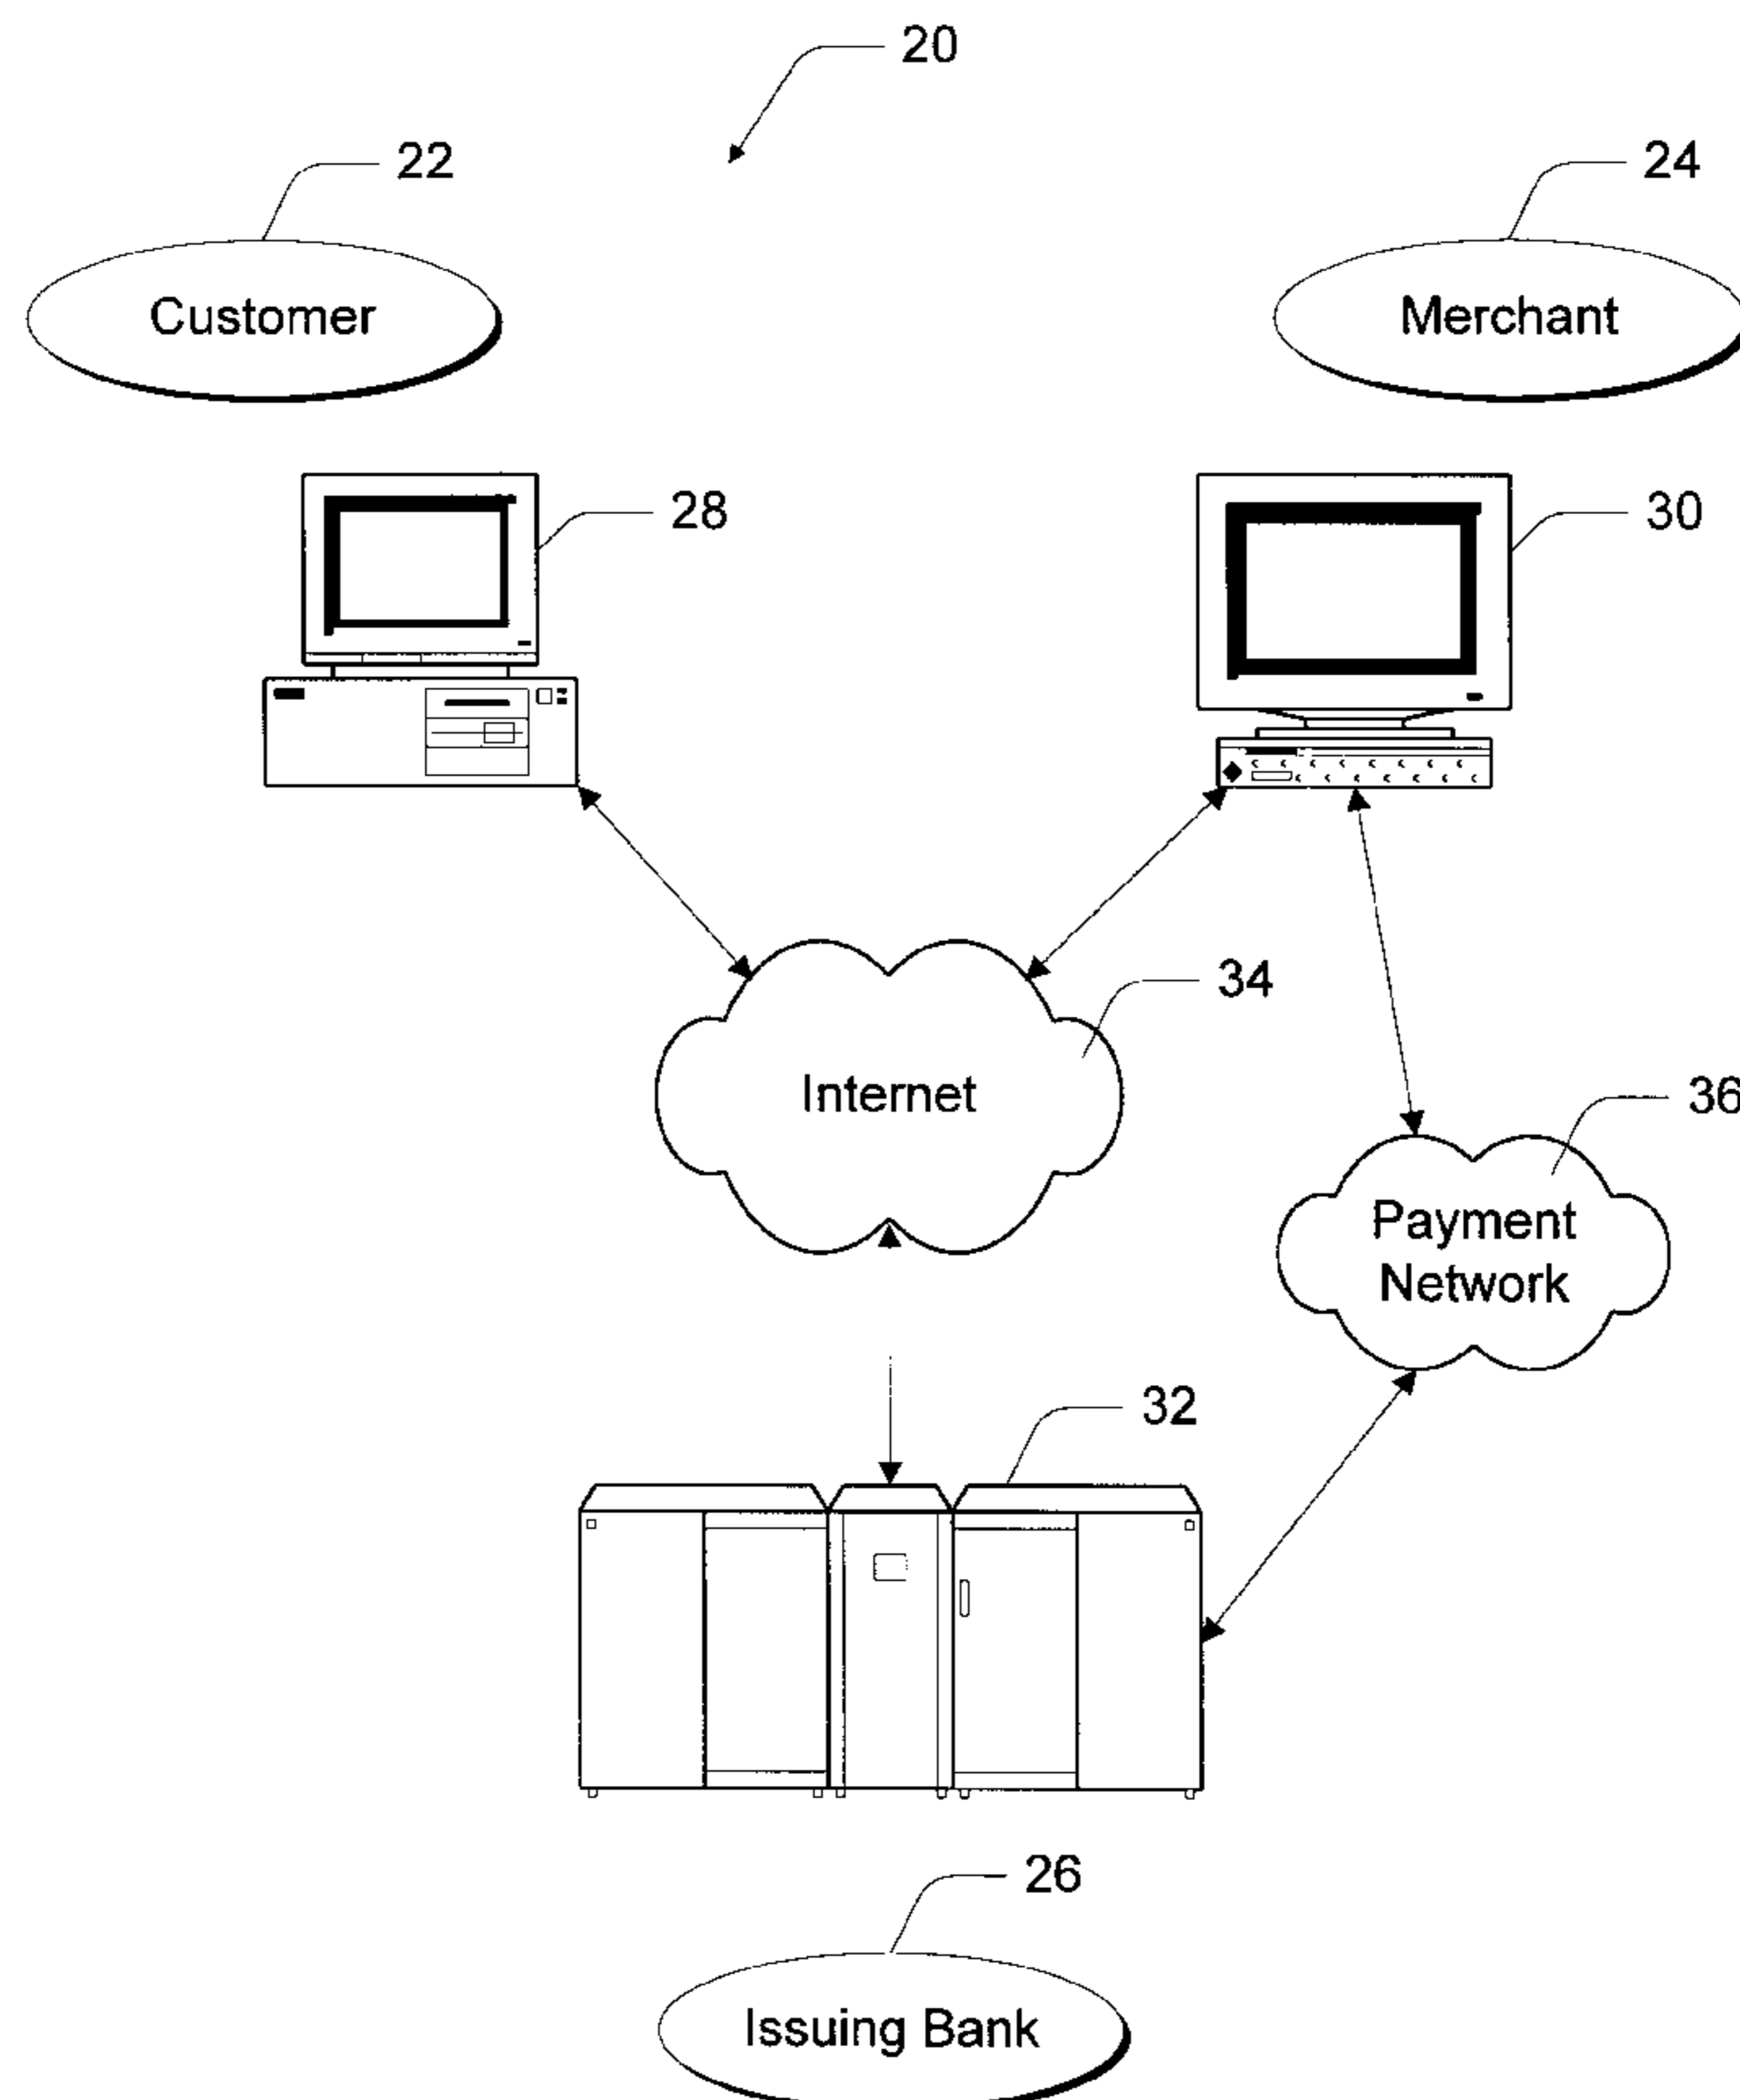 20
22
24
Customer
Merchant
28
30
34
Internet
36
Payment
Network
32
26
Issuing Bank